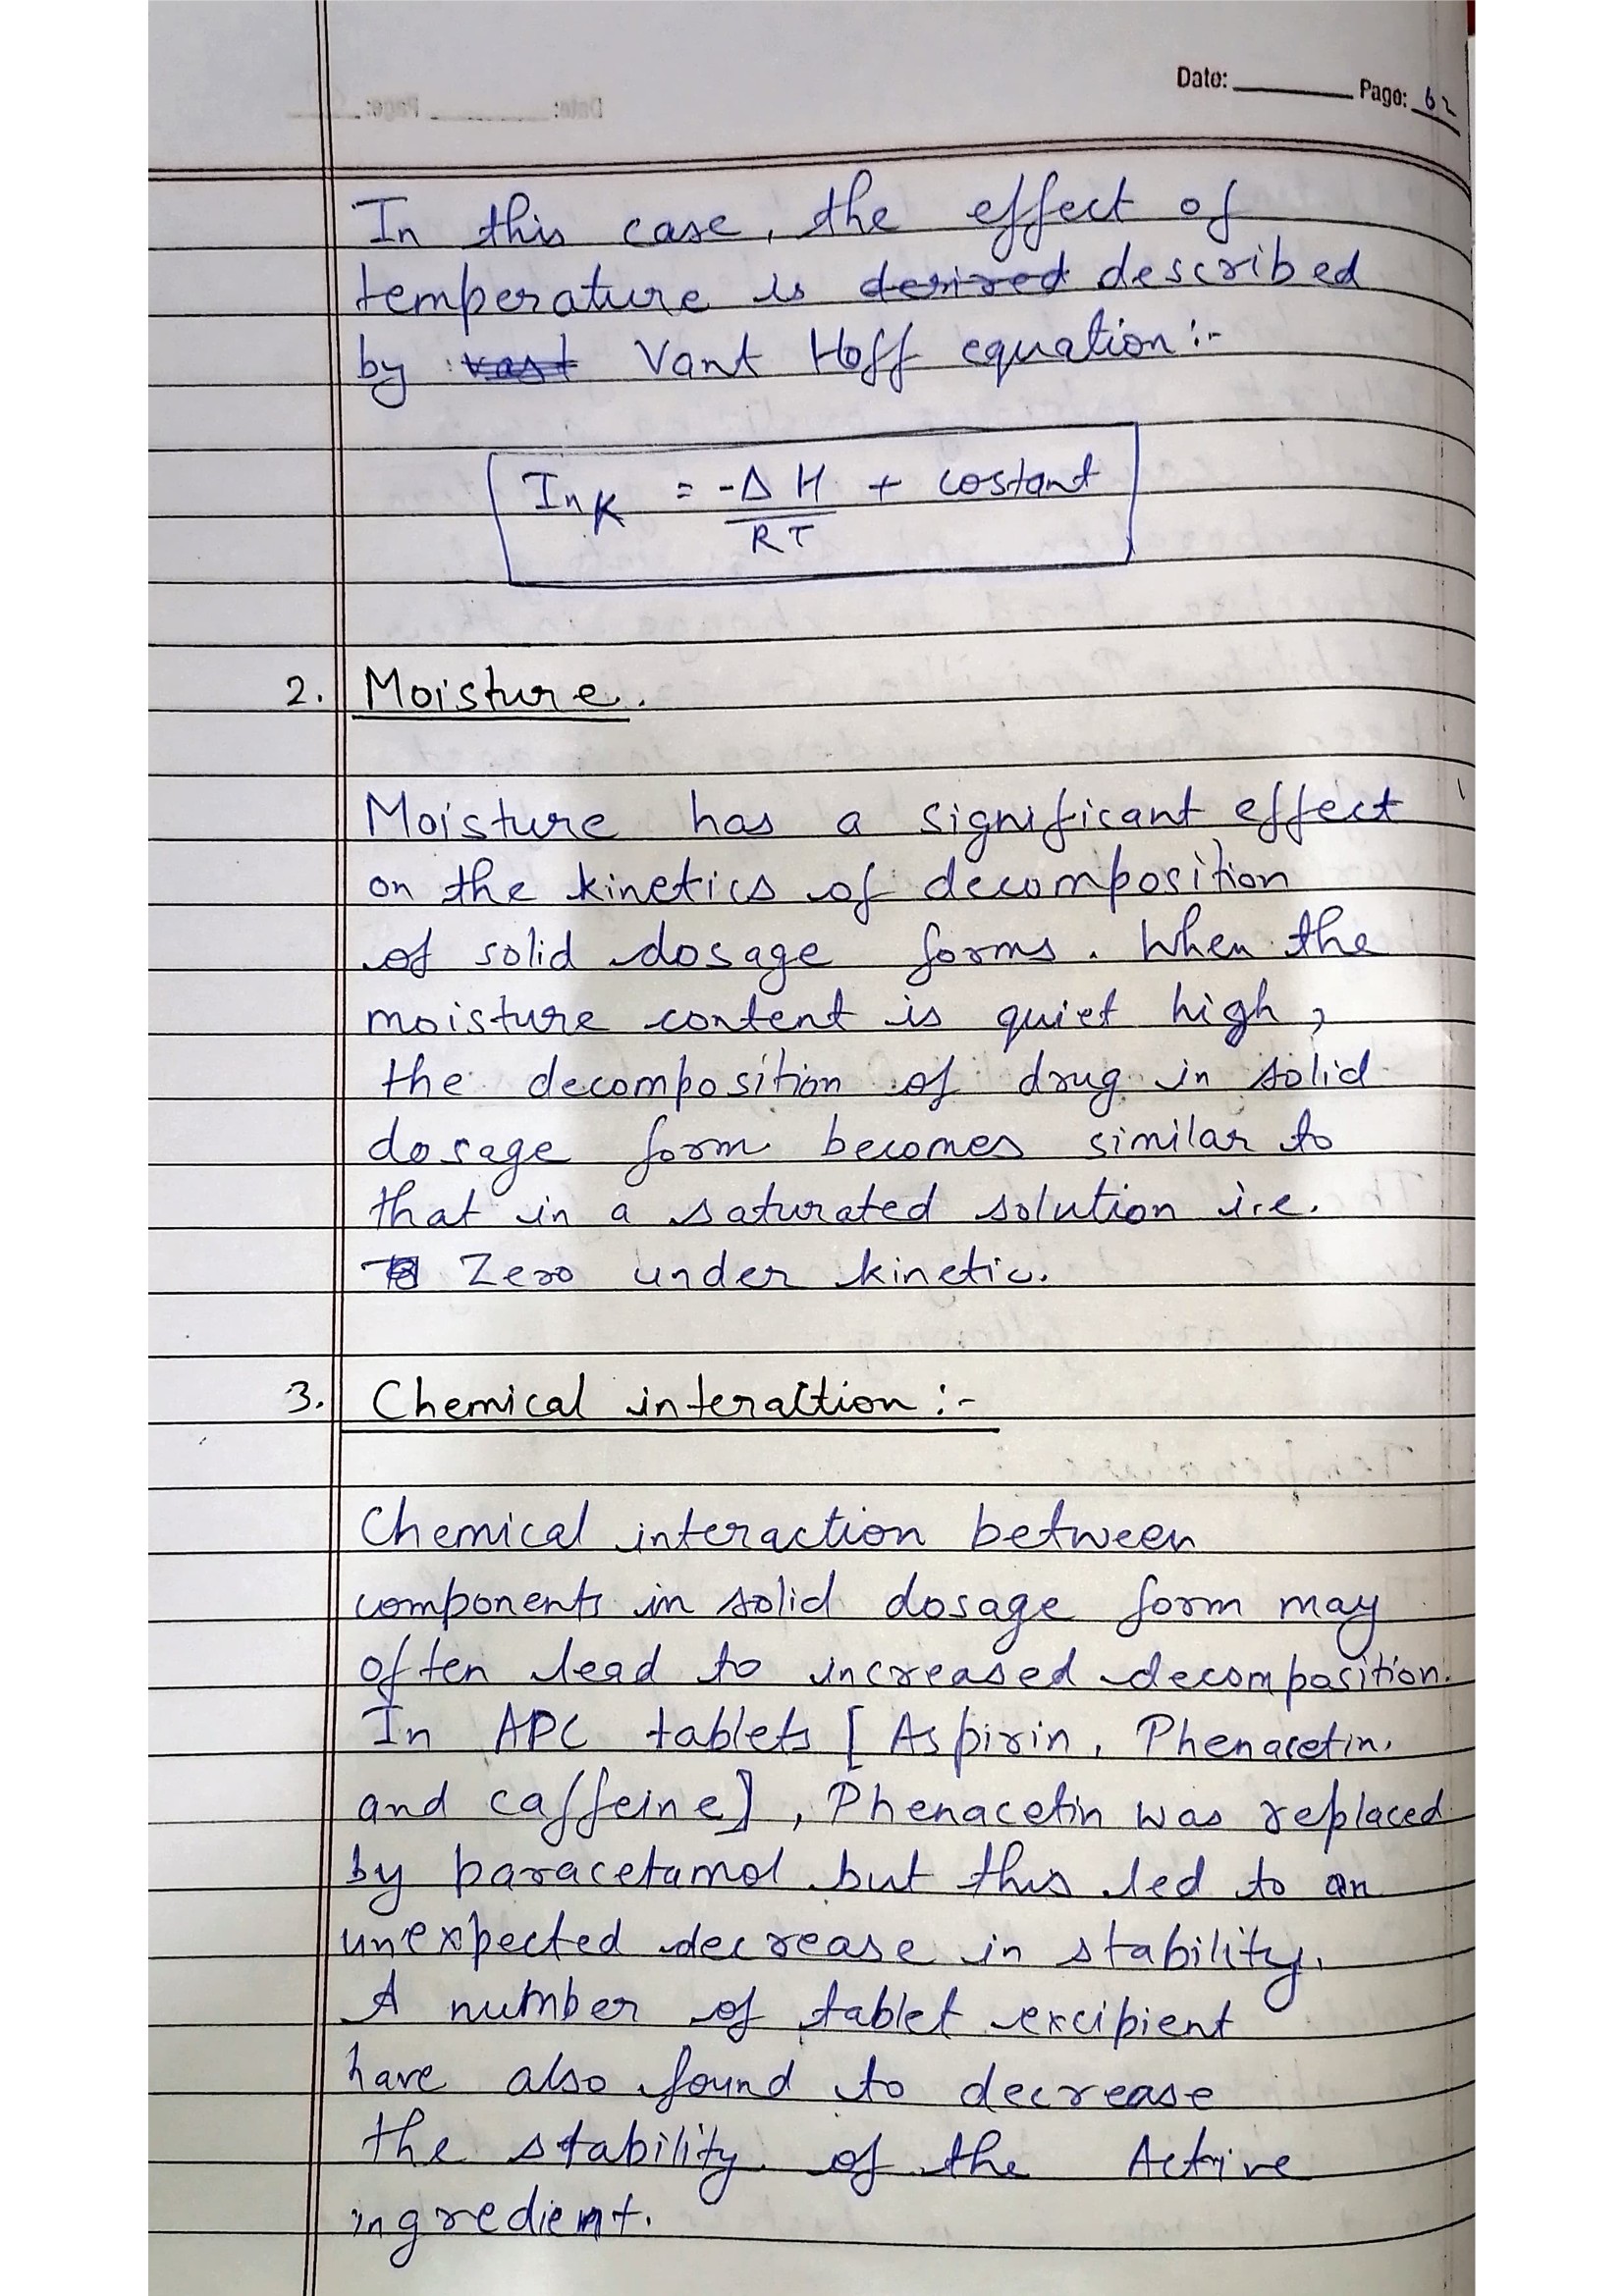 Date: ________ Page: 62
In this case, the effect of
temperature is desired described
by vast Vant Hoff equation :-
Ink = -Δ H + costant
RT
2. Moisture.
Moisture has a significant effect
on the kinetics of decomposition
of solid dosage forms. When the
moisture content is quiet high,
the decomposition of drug in solid
dosage form becomes similar to
that in a saturated solution i.e.
Zero under kinetic.
3. Chemical interaction :-
Chemical interaction between
components in solid dosage form may
often lead to increased decomposition.
In APC tablets [Aspirin, Phenacetin,
and caffeine], Phenacetin was replaced
by paracetamol but this led to an
unexpected decrease in stability.
A number of tablet excipient
have also found to decrease
the stability of the Active
ingredient.